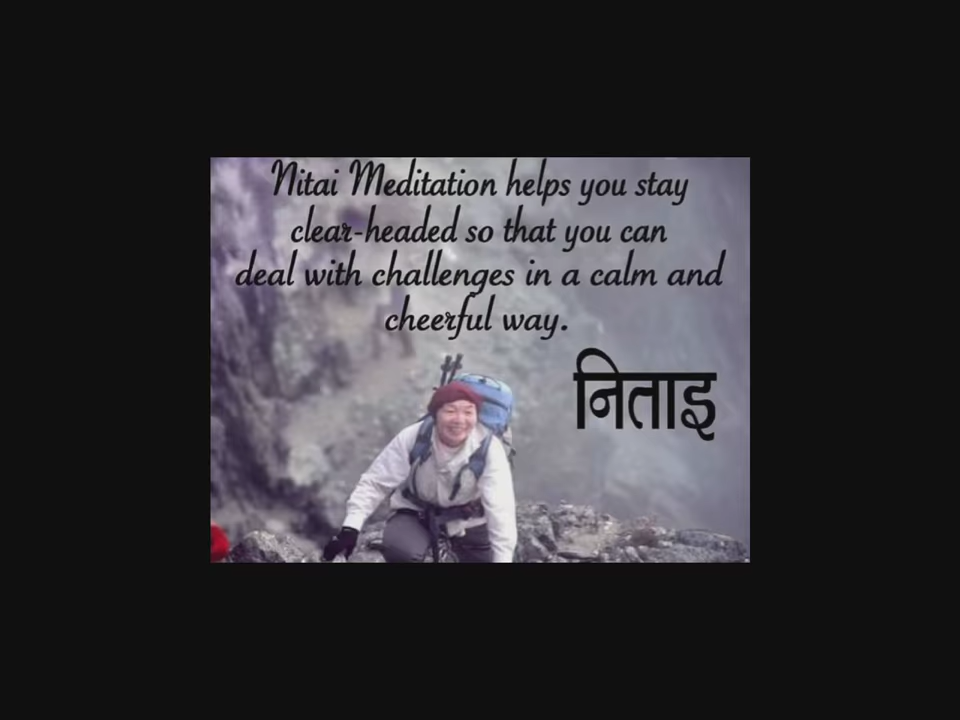 Nitai Meditation helps you stay
clear-headed so that you can
deal with challenges in a calm and
cheerful way.
निताइ